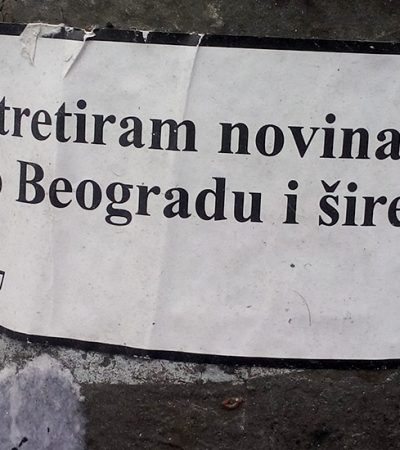 tretiram novina
Beogradu i šire